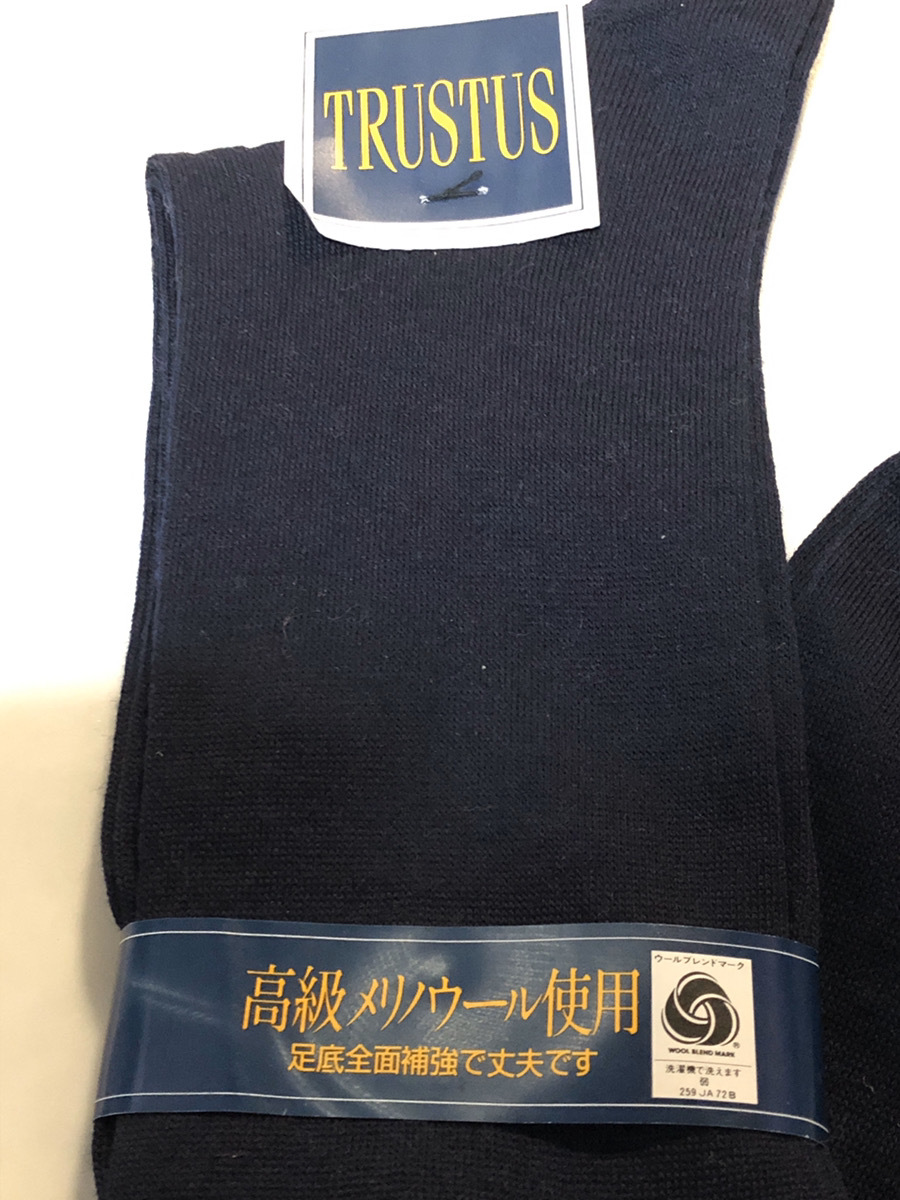 TRUSTUS
高級メリノウール使用
足底全面補強で丈夫です
ウールブレンドマーク
®
WOOL BLEND MARK
洗濯機で洗えます
弱
259 JA 72B